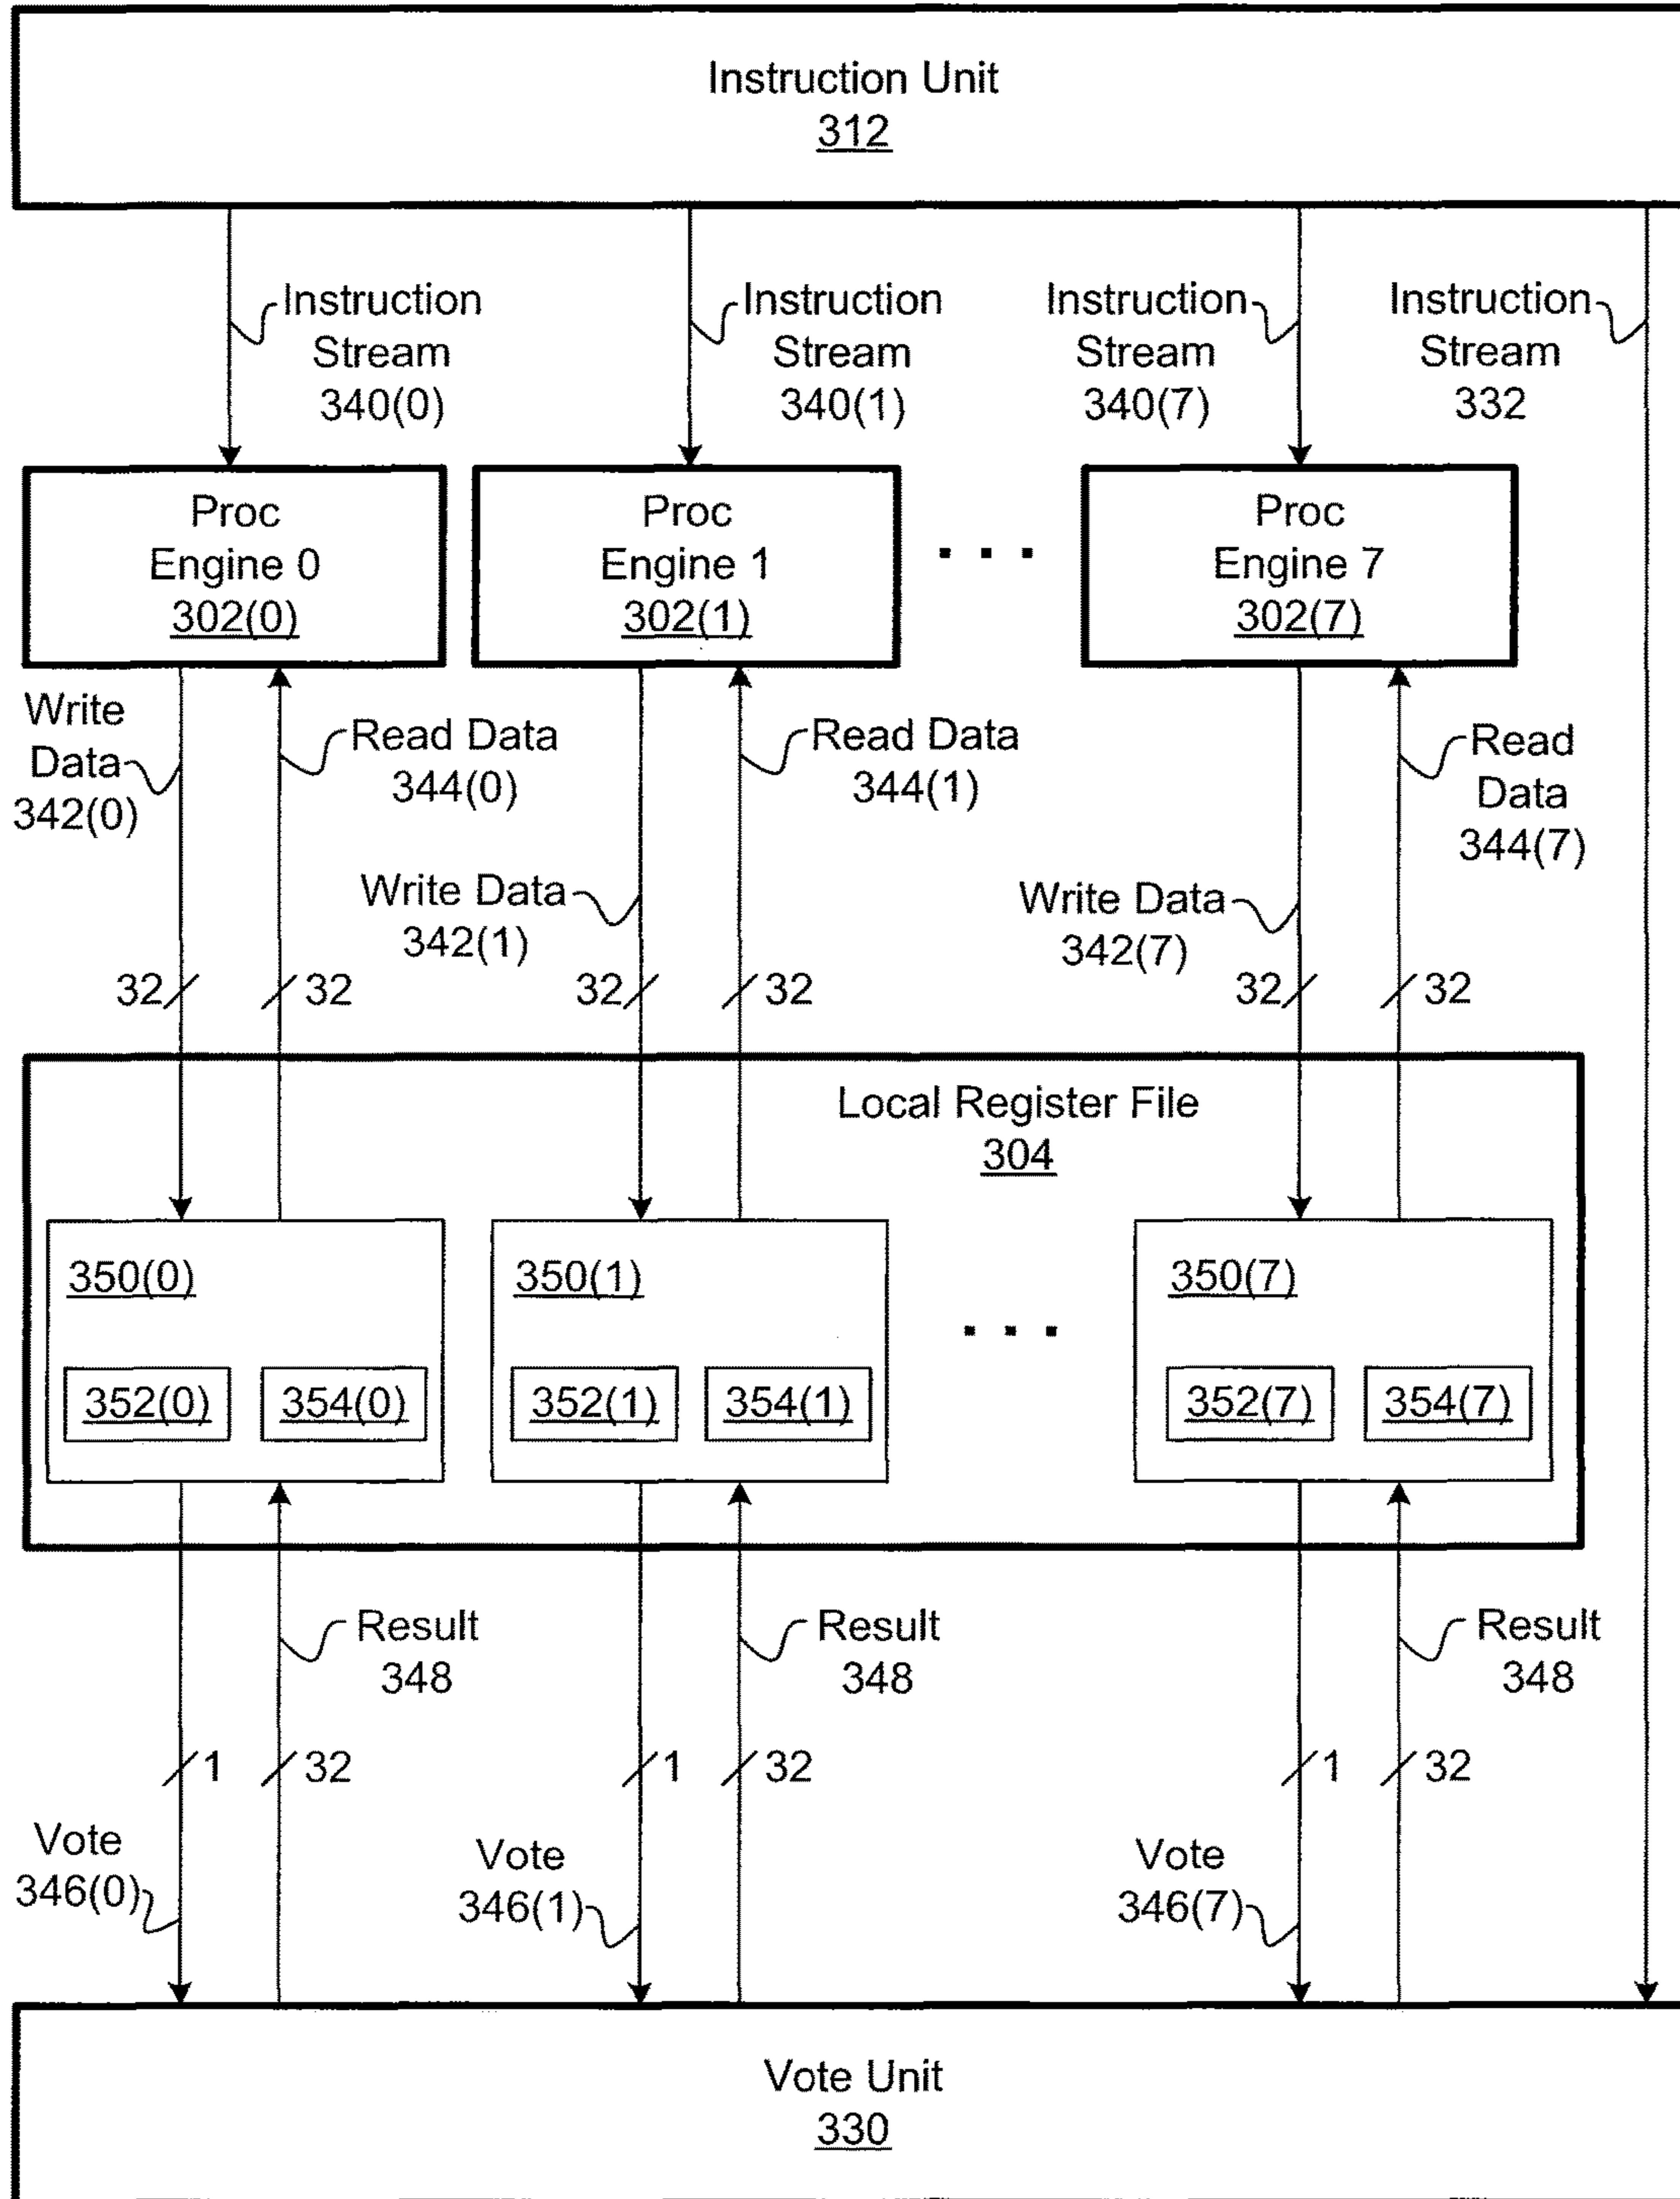 Instruction Unit
312
Instruction
Stream
340(0)
Instruction
Stream
340(1)
Instruction
Stream
340(7)
Instruction
Stream
332
Proc
Engine 0
302(0)
Proc
Engine 1
302(1)
. . .
Proc
Engine 7
302(7)
Write
Data
342(0)
Read Data
344(0)
Write Data
342(1)
Read Data
344(1)
Write Data
342(7)
Read
Data
344(7)
32
32
32
32
32
32
Local Register File
304
350(0)
352(0)
354(0)
350(1)
352(1)
354(1)
. . .
350(7)
352(7)
354(7)
Result
348
Result
348
Result
348
1
32
1
32
1
32
Vote
346(0)
Vote
346(1)
Vote
346(7)
Vote Unit
330